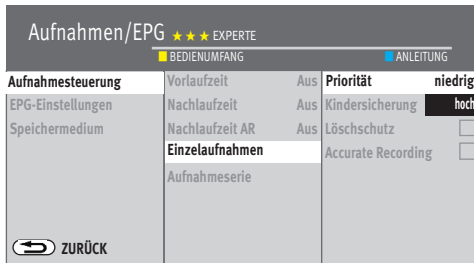 Aufnahmen/EPG ★★★ EXPERTE
BEDIENUMFANG
ANLEITUNG
Aufnahmesteuerung
EPG-Einstellungen
Speichermedium
Vorlaufzeit Aus
Nachlaufzeit Aus
Nachlaufzeit AR Aus
Einzelaufnahmen
Aufnahmeserie
Priorität niedrig
Kindersicherung hoch
Löschschutz
Accurate Recording
ZURÜCK